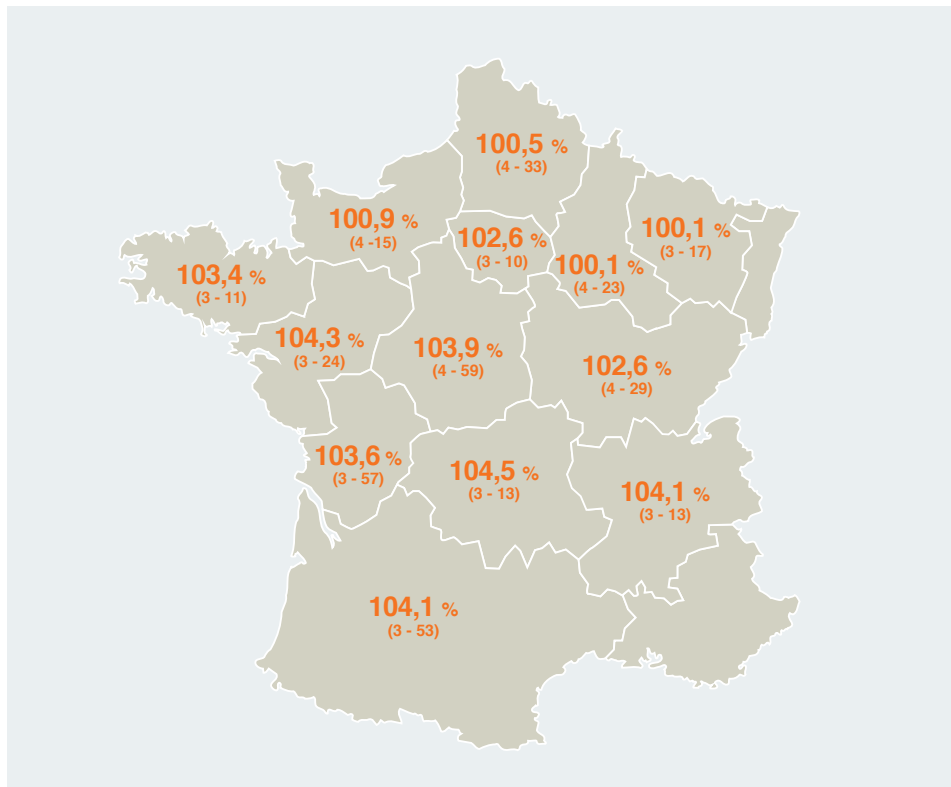 100,5 %
(4 - 33)
100,9 %
(4 -15)
102,6 %
(3 - 10)
100,1 %
(3 - 17)
100,1 %
(4 - 23)
103,4 %
(3 - 11)
104,3 %
(3 - 24)
103,9 %
(4 - 59)
102,6 %
(4 - 29)
103,6 %
(3 - 57)
104,5 %
(3 - 13)
104,1 %
(3 - 13)
104,1 %
(3 - 53)